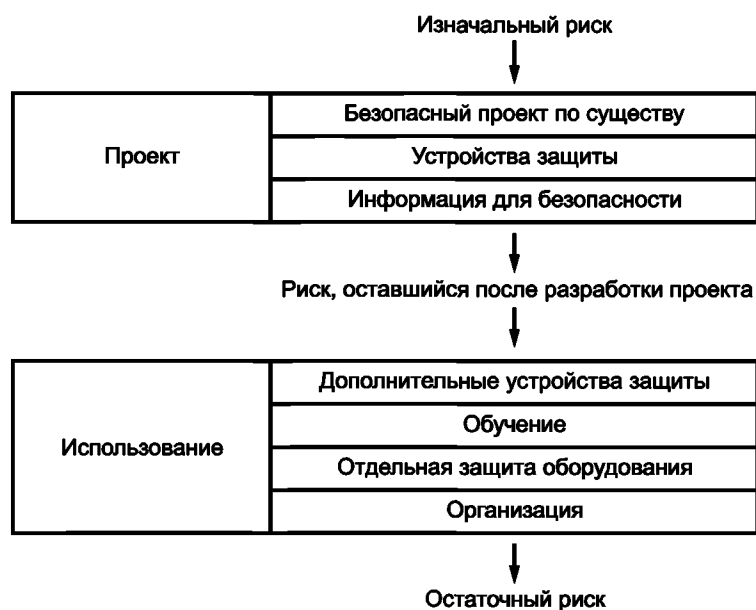 Изначальный риск
Проект
Безопасный проект по существу
Устройства защиты
Информация для безопасности
Риск, оставшийся после разработки проекта
Использование
Дополнительные устройства защиты
Обучение
Отдельная защита оборудования
Организация
Остаточный риск